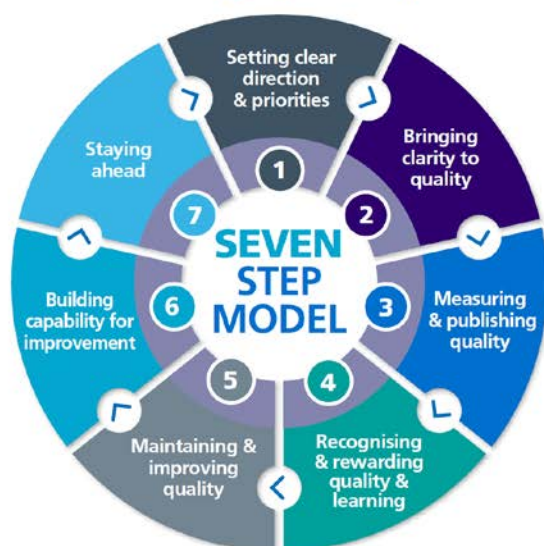 Setting clear
direction
& priorities
1
Bringing
clarity to
quality
2
Measuring
& publishing
quality
3
Recognising
& rewarding
quality &
learning
4
Maintaining &
improving
quality
5
Building
capability for
improvement
6
Staying
ahead
7
SEVEN
STEP
MODEL